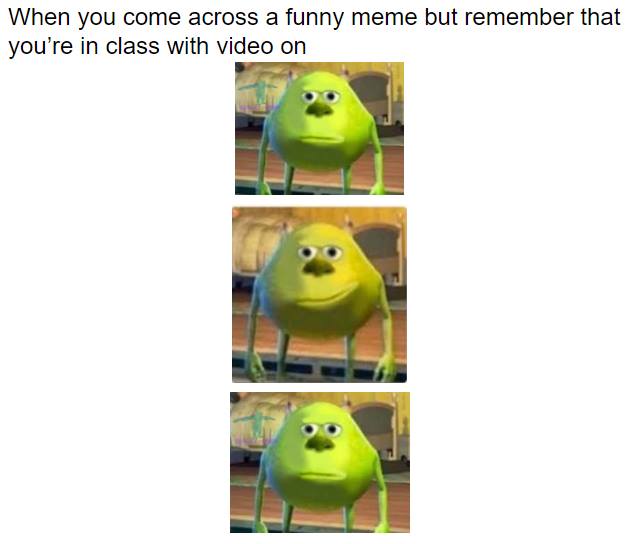 When you come across a funny meme but remember that
you’re in class with video on